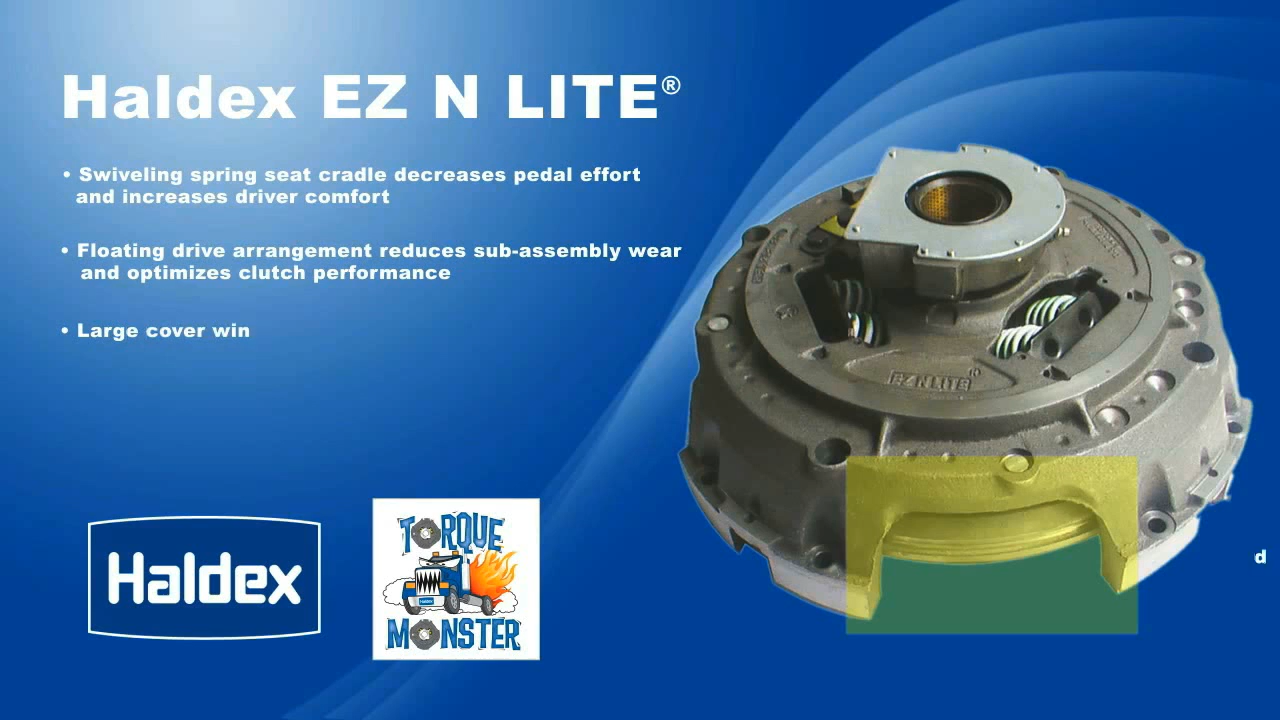 Haldex EZ N LITE®
• Swiveling spring seat cradle decreases pedal effort
and increases driver comfort
• Floating drive arrangement reduces sub-assembly wear
and optimizes clutch performance
• Large cover win
d
EZ N LITE®
Haldex
TORQUE
Haldex
MONSTER